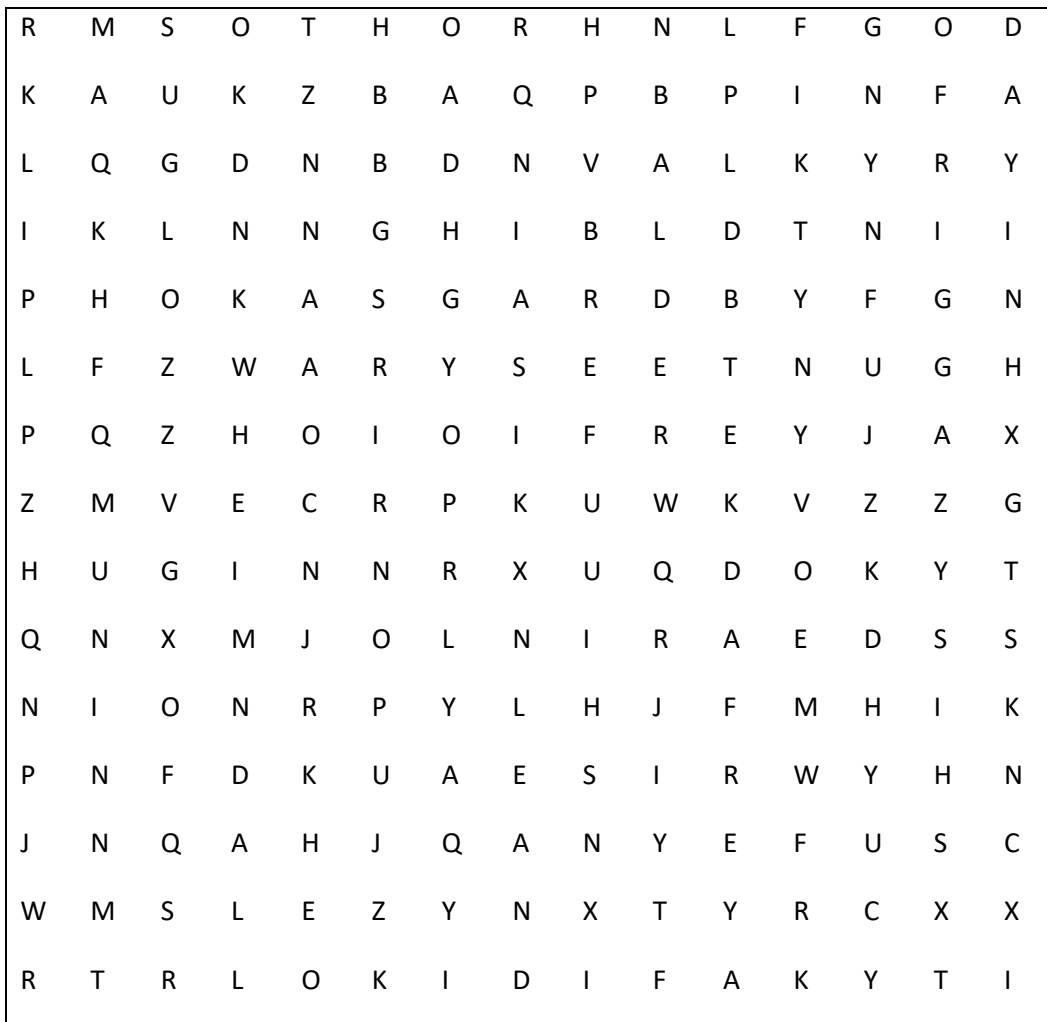 R M S O T H O R H N L F G O D
K A U K Z B A Q P B P I N F A
L Q G D N B D N V A L K Y R Y
I K L N N G H I B L D T N I I
P H O K A S G A R D B Y F G N
L F Z W A R Y S E E T N U G H
P Q Z H O I O I F R E Y J A X
Z M V E C R P K U W K V Z Z G
H U G I N N R X U Q D O K Y T
Q N X M J O L N I R A E D S S
N I O N R P Y L H J F M H I K
P N F D K U A E S I R W Y H N
J N Q A H J Q A N Y E F U S C
W M S L E Z Y N X T Y R C X X
R T R L O K I D I F A K Y T I